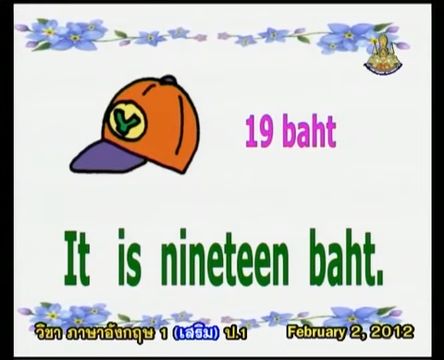 Y
19 baht
It is nineteen baht.
วิชา ภาษาอังกฤษ 1 (เสริม) ป.1 February 2, 2012